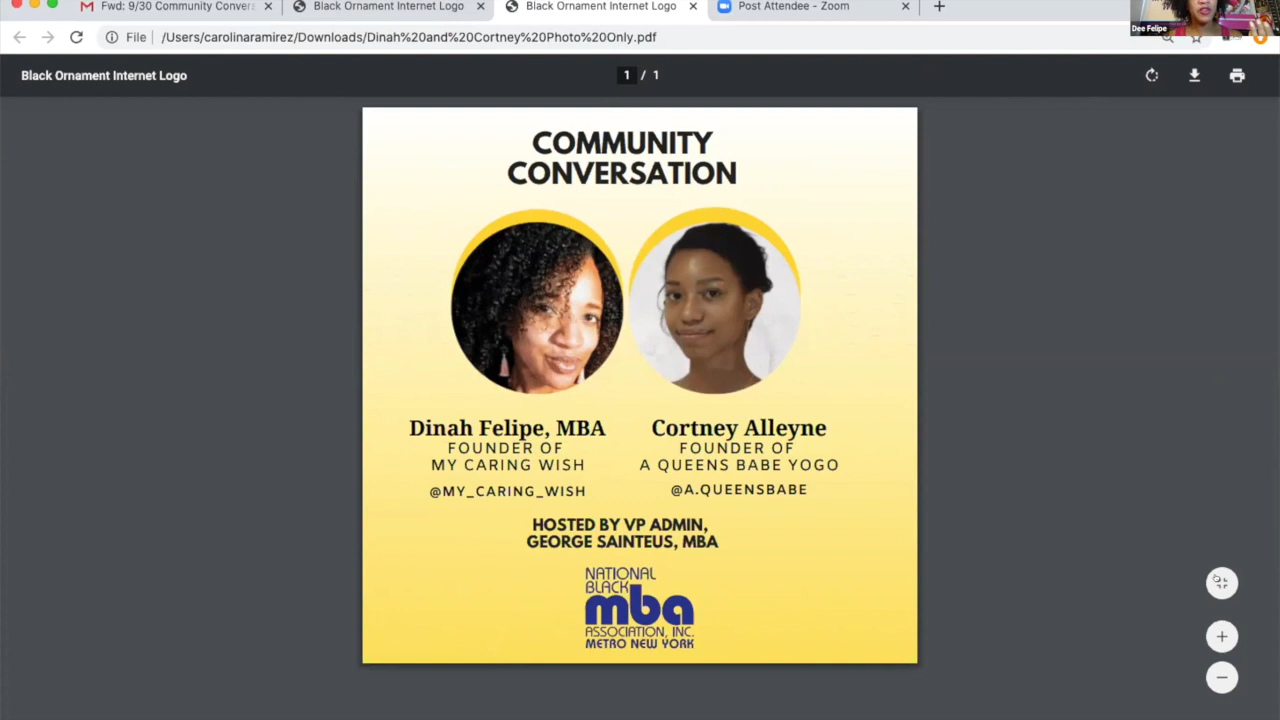 Fwd: 9/30 Community Conver
Black Ornament Internet Logo
Black Ornament Internet Logo
Post Attendee - Zoom
File
/Users/carolinaramirez/Downloads/Dinah%20and%20Cortney%20Photo%20Only.pdf
Dee Felipe
Black Ornament Internet Logo
1 / 1
COMMUNITY
CONVERSATION
Dinah Felipe, MBA
FOUNDER OF
MY CARING WISH
@MY_CARING_WISH
Cortney Alleyne
FOUNDER OF
A QUEENS BABE YOGO
@A.QUEENSBABE
HOSTED BY VP ADMIN,
GEORGE SAINTEUS, MBA
NATIONAL
BLACK
mba
ASSOCIATION, INC.
METRO NEW YORK